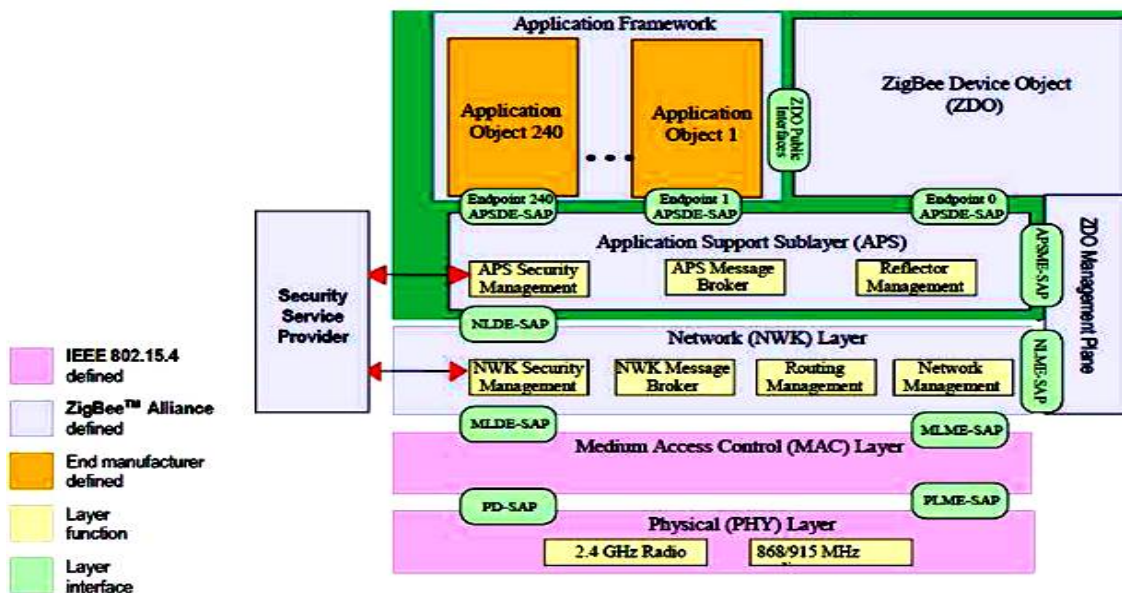 Application Framework
Application
Object 240
Application
Object 1
ZDO Public
Interfaces
ZigBee Device Object
(ZDO)
Endpoint 240
APSDE-SAP
Endpoint 1
APSDE-SAP
Endpoint 0
APSDE-SAP
Application Support Sublayer (APS)
APS Security
Management
APS Message
Broker
Reflector
Management
APSME-SAP
ZDO Management Plane
Security
Service
Provider
NLDE-SAP
Network (NWK) Layer
NWK Security
Management
NWK Message
Broker
Routing
Management
Network
Management
NLME-SAP
MLDE-SAP
MLME-SAP
Medium Access Control (MAC) Layer
PD-SAP
PLME-SAP
Physical (PHY) Layer
2.4 GHz Radio
868/915 MHz
IEEE 802.15.4
defined
ZigBee™ Alliance
defined
End manufacturer
defined
Layer
function
Layer
interface